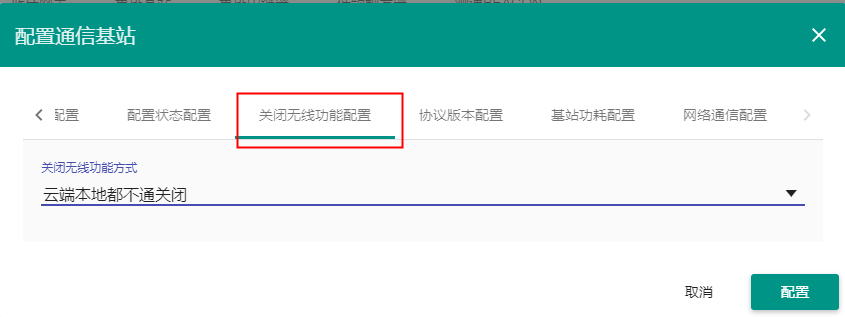 配置通信基站
配置 配置状态配置 关闭无线功能配置 协议版本配置 基站功耗配置 网络通信配置
关闭无线功能方式
云端本地都不通关闭
取消 配置